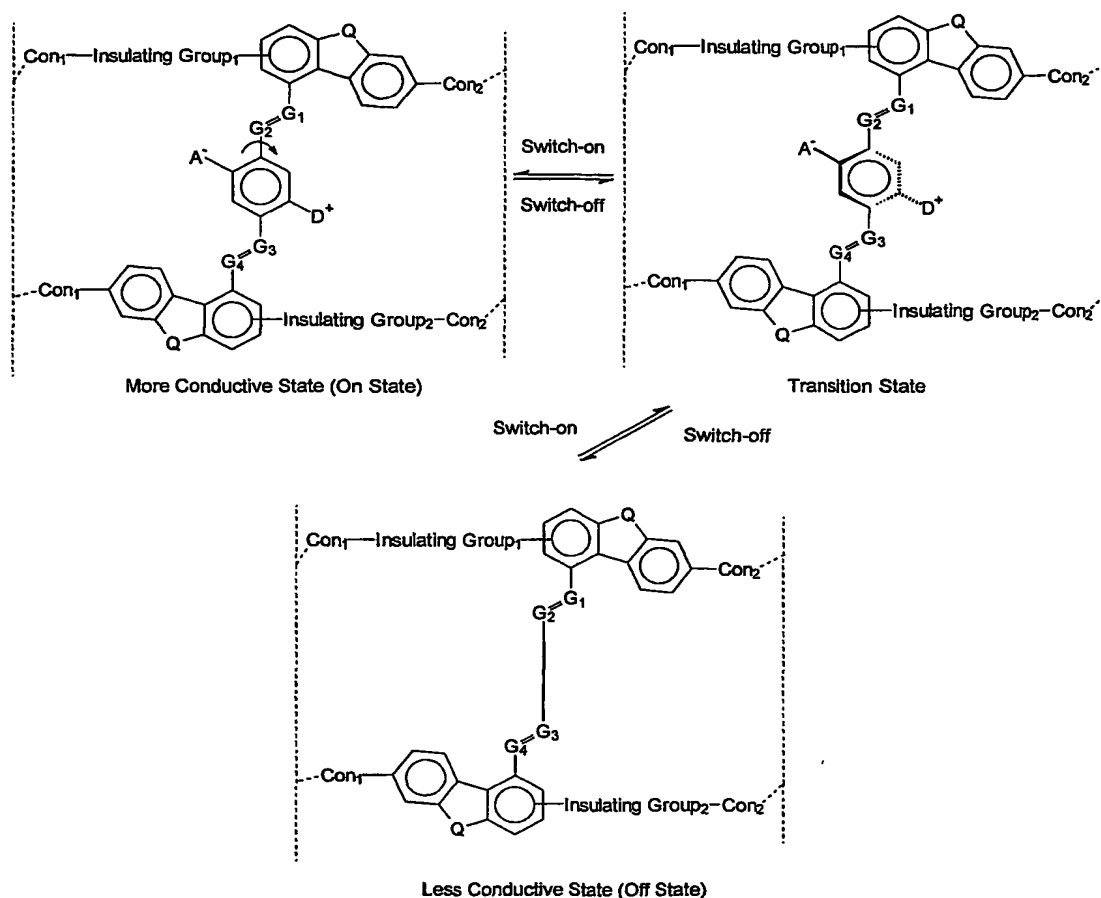 Q
Q
Con1—Insulating Group1
Con1—Insulating Group1
Con2
Con2
G1
G1
G2
G2
Switch-on
A-
A-
Switch-off
D+
D+
G3
G3
G4
G4
Con1
Con1
Insulating Group2—Con2
Insulating Group2—Con2
Q
Q
More Conductive State (On State)
Transition State
Switch-on
Switch-off
Q
Con1—Insulating Group1
Con2
G1
G2
G3
G4
Con1
Insulating Group2—Con2
Q
Less Conductive State (Off State)